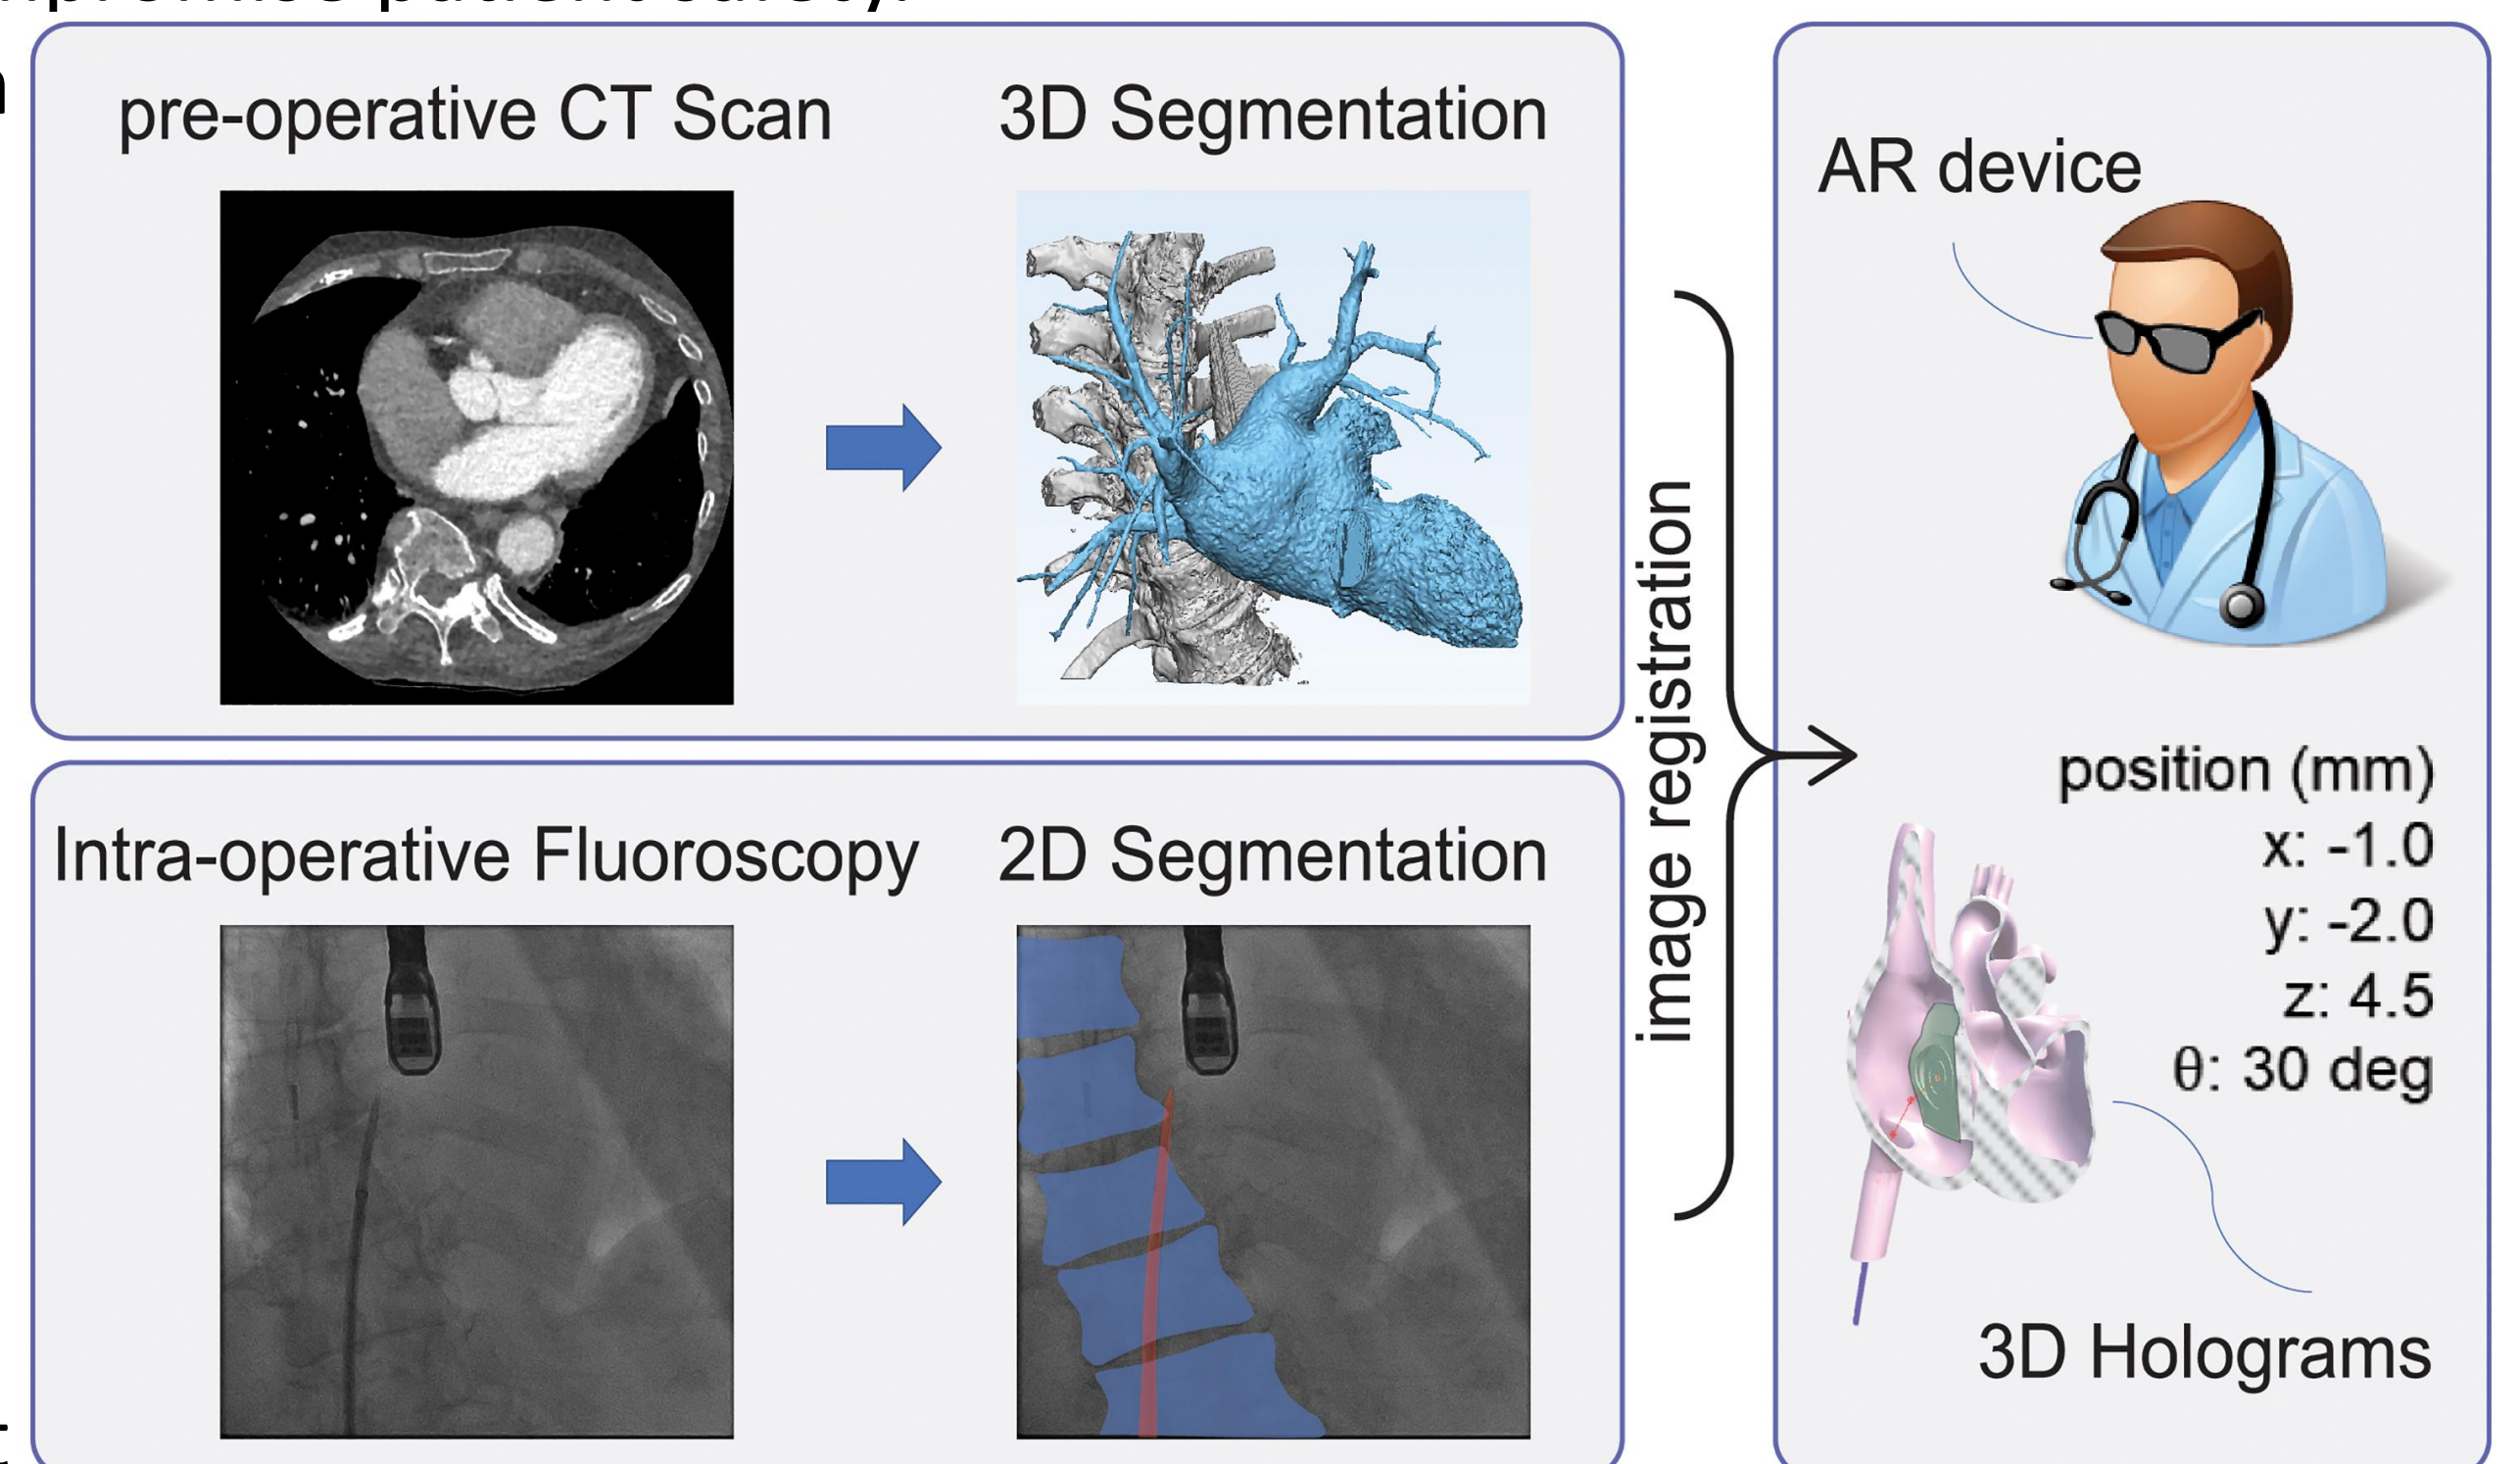 pre-operative CT Scan
3D Segmentation
Intra-operative Fluoroscopy
2D Segmentation
image registration
AR device
position (mm)
x: -1.0
y: -2.0
z: 4.5
θ: 30 deg
3D Holograms